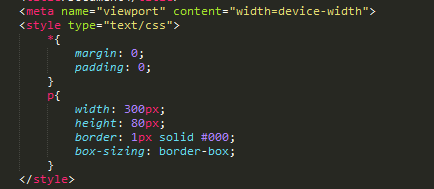 <meta name="viewport" content="width=device-width">
<style type="text/css">
*{
margin: 0;
padding: 0;
}
p{
width: 300px;
height: 80px;
border: 1px solid #000;
box-sizing: border-box;
}
</style>